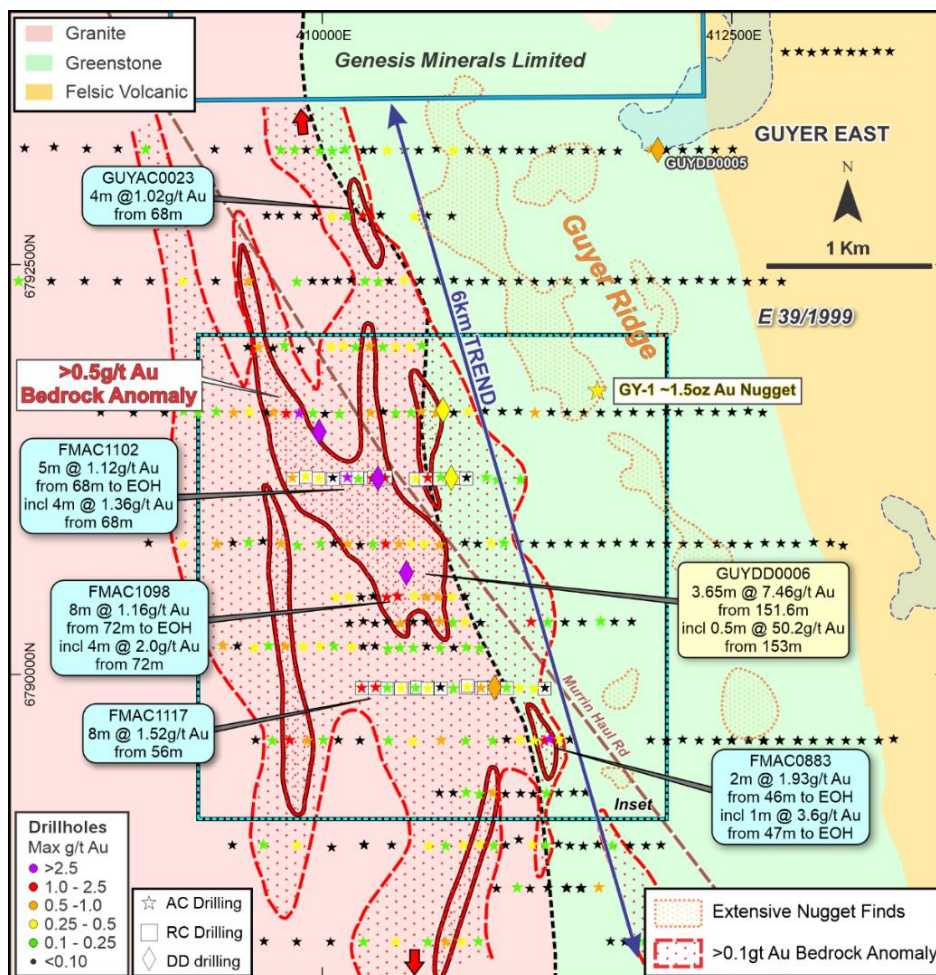 Granite
Greenstone
Felsic Volcanic
410000E
412500E
Genesis Minerals Limited
GUYER EAST
GUYDD0005
N
1 Km
GUYAC0023
4m @1.02g/t Au
from 68m
6792500N
Guyer Ridge
6km TREND
E 39/1999
>0.5g/t Au
Bedrock Anomaly
GY-1 ~1.5oz Au Nugget
FMAC1102
5m @ 1.12g/t Au
from 68m to EOH
incl 4m @ 1.36g/t Au
from 68m
GUYDD0006
3.65m @ 7.46g/t Au
from 151.6m
incl 0.5m @ 50.2g/t Au
from 153m
FMAC1098
8m @ 1.16g/t Au
from 72m to EOH
incl 4m @ 2.0g/t Au
from 72m
6790000N
Murrin Haul Rd
FMAC1117
8m @ 1.52g/t Au
from 56m
FMAC0883
2m @ 1.93g/t Au
from 46m to EOH
incl 1m @ 3.6g/t Au
from 47m to EOH
Inset
Drillholes
Max g/t Au
>2.5
1.0 - 2.5
0.5 -1.0
0.25 - 0.5
0.1 - 0.25
<0.10
AC Drilling
RC Drilling
DD drilling
Extensive Nugget Finds
>0.1gt Au Bedrock Anomaly